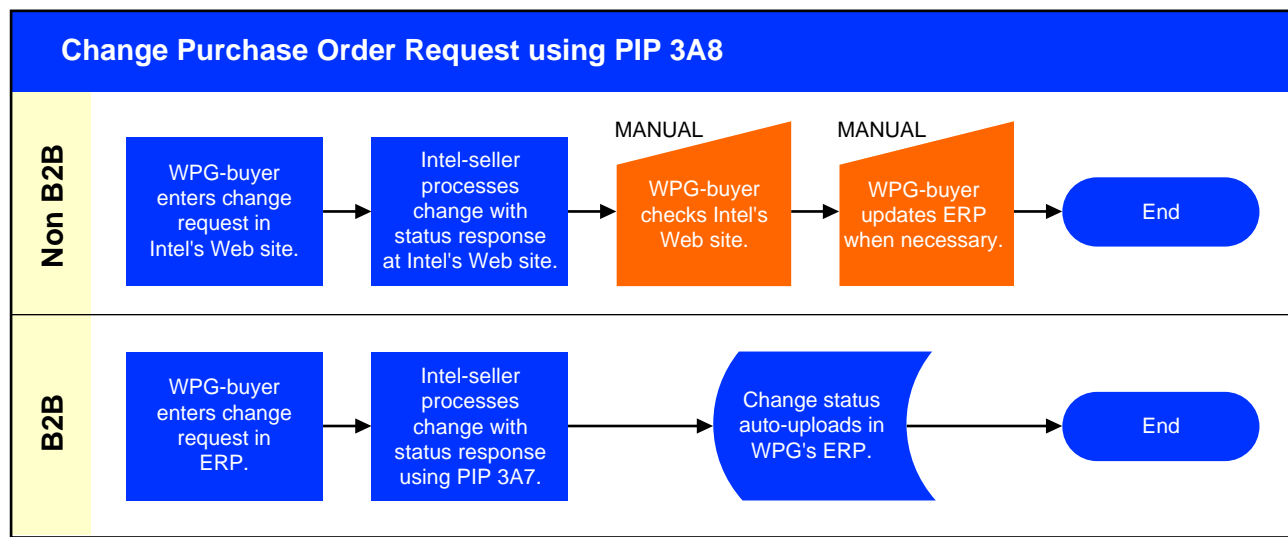 Change Purchase Order Request using PIP 3A8
Non B2B
WPG-buyer
enters change
request in
Intel's Web site.
Intel-seller
processes
change with
status response
at Intel's Web site.
MANUAL
WPG-buyer
checks Intel's
Web site.
MANUAL
WPG-buyer
updates ERP
when necessary.
End
B2B
WPG-buyer
enters change
request in
ERP.
Intel-seller
processes
change with
status response
using PIP 3A7.
Change status
auto-uploads in
WPG's ERP.
End